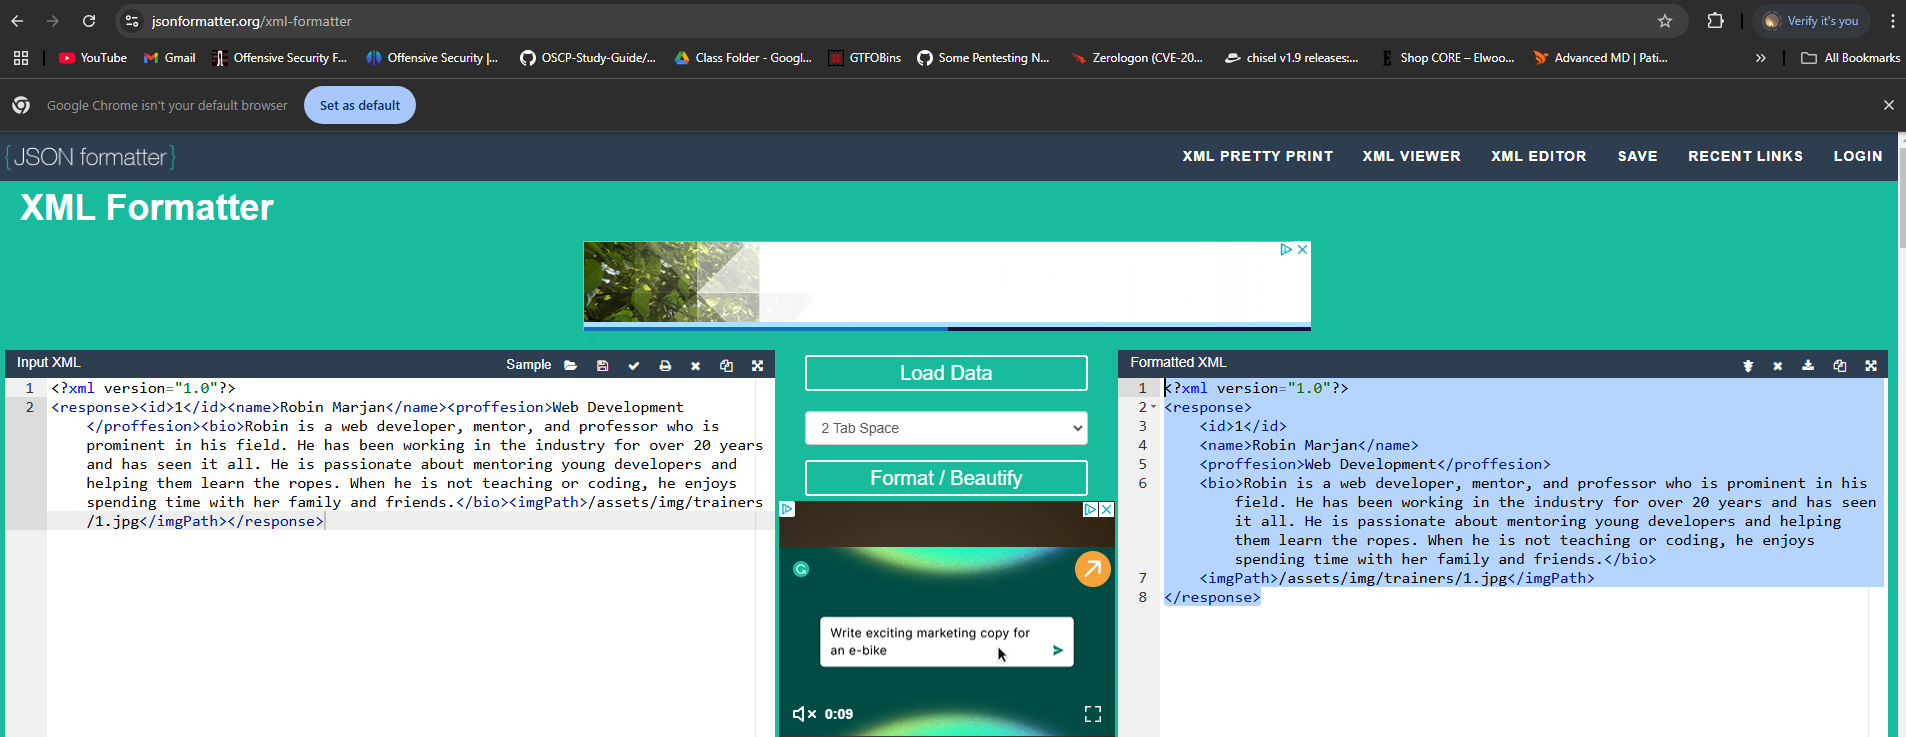 jsonformatter.org/xml-formatter
Verify it's you
YouTube
Gmail
Offensive Security F...
Offensive Security |...
OSCP-Study-Guide/...
Class Folder - Googl...
GTFOBins
Some Pentesting N...
Zerologon (CVE-20...
chisel v1.9 releases:...
Shop CORE – Elwoo...
Advanced MD | Pati...
»
All Bookmarks
Google Chrome isn't your default browser
Set as default
{JSON formatter}
XML PRETTY PRINT
XML VIEWER
XML EDITOR
SAVE
RECENT LINKS
LOGIN
XML Formatter
Input XML
Sample
1 <?xml version="1.0"?>
2 <response><id>1</id><name>Robin Marjan</name><proffesion>Web Development
</proffesion><bio>Robin is a web developer, mentor, and professor who is
prominent in his field. He has been working in the industry for over 20 years
and has seen it all. He is passionate about mentoring young developers and
helping them learn the ropes. When he is not teaching or coding, he enjoys
spending time with her family and friends.</bio><imgPath>/assets/img/trainers
/1.jpg</imgPath></response>
Load Data
2 Tab Space
Format / Beautify
Write exciting marketing copy for
an e-bike
0:09
Formatted XML
1 <?xml version="1.0"?>
2 <response>
3 <id>1</id>
4 <name>Robin Marjan</name>
5 <proffesion>Web Development</proffesion>
6 <bio>Robin is a web developer, mentor, and professor who is prominent in his
field. He has been working in the industry for over 20 years and has seen
it all. He is passionate about mentoring young developers and helping
them learn the ropes. When he is not teaching or coding, he enjoys
spending time with her family and friends.</bio>
7 <imgPath>/assets/img/trainers/1.jpg</imgPath>
8 </response>